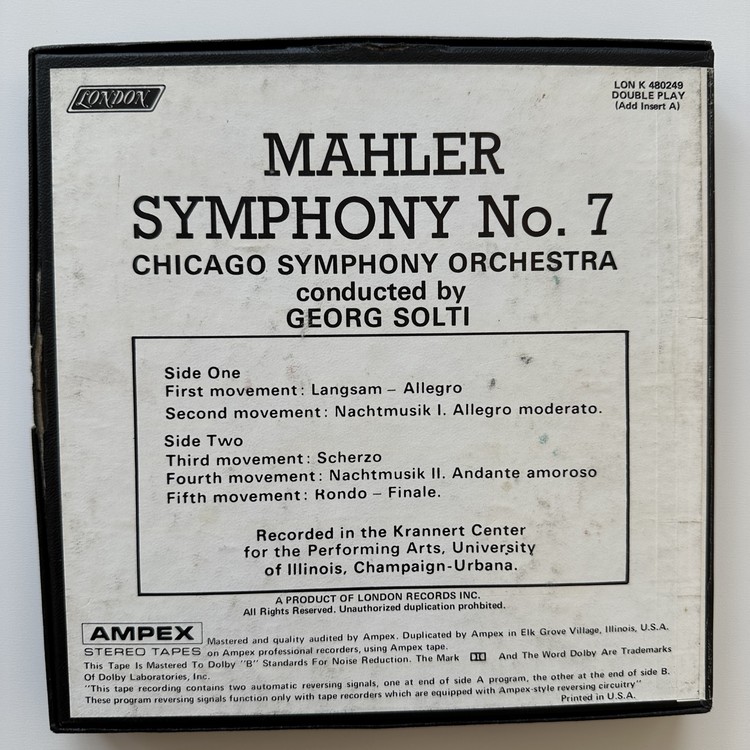 LONDON
LON K 480249
DOUBLE PLAY
(Add Insert A)
MAHLER
SYMPHONY No. 7
CHICAGO SYMPHONY ORCHESTRA
conducted by
GEORG SOLTI
Side One
First movement: Langsam – Allegro
Second movement: Nachtmusik I. Allegro moderato.
Side Two
Third movement: Scherzo
Fourth movement: Nachtmusik II. Andante amoroso
Fifth movement: Rondo – Finale.
Recorded in the Krannert Center
for the Performing Arts, University
of Illinois, Champaign-Urbana.
A PRODUCT OF LONDON RECORDS INC.
All Rights Reserved. Unauthorized duplication prohibited.
AMPEX
STEREO TAPES
Mastered and quality audited by Ampex. Duplicated by Ampex in Elk Grove Village, Illinois, U.S.A.
on Ampex professional recorders, using Ampex tape.
This Tape Is Mastered To Dolby "B" Standards For Noise Reduction. The Mark And The Word Dolby Are Trademarks
Of Dolby Laboratories, Inc.
"This tape recording contains two automatic reversing signals, one at end of side A program, the other at the end of side B.
These program reversing signals function only with tape recorders which are equipped with Ampex-style reversing circuitry"
Printed in U.S.A.